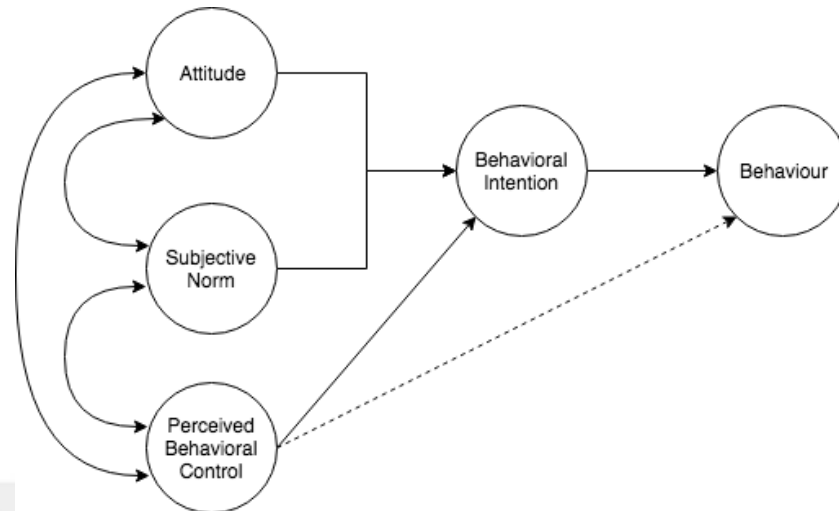 Attitude
Behavioral
Intention
Behaviour
Subjective
Norm
Perceived
Behavioral
Control